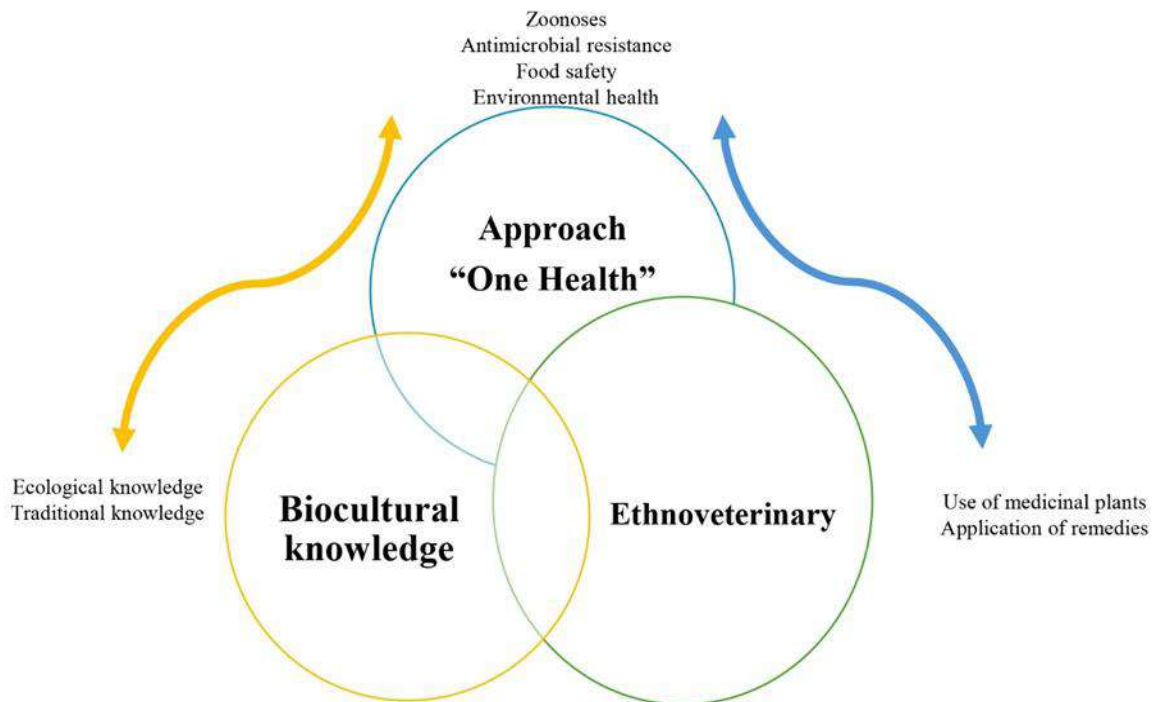 Zoonoses
Antimicrobial resistance
Food safety
Environmental health
Approach
“One Health”
Ecological knowledge
Traditional knowledge
Biocultural
knowledge
Ethnoveterinary
Use of medicinal plants
Application of remedies